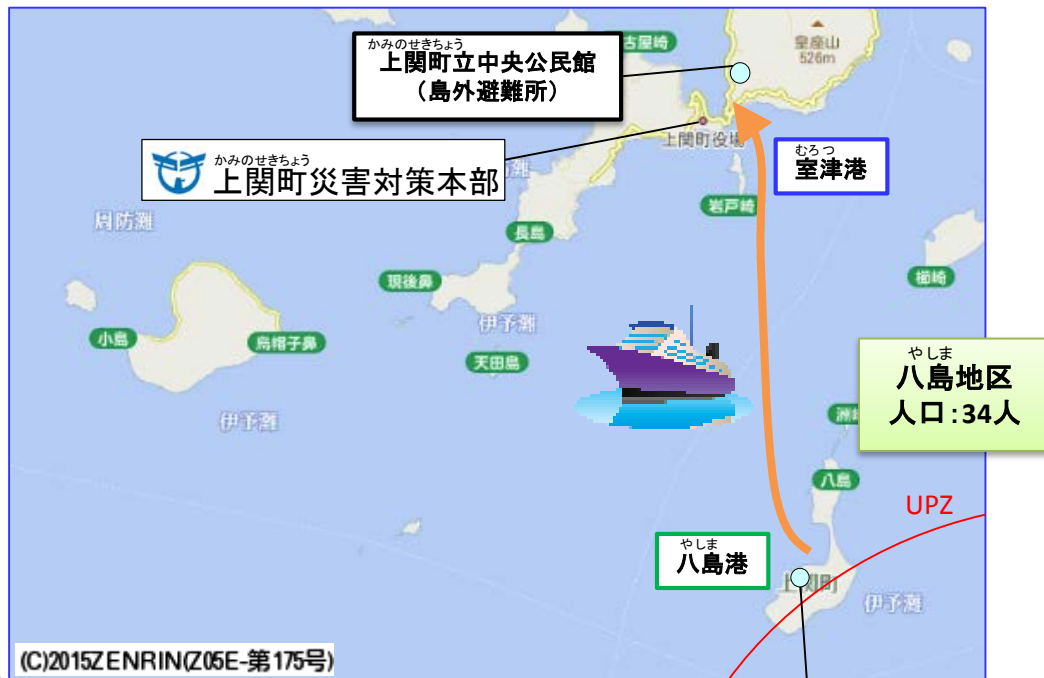 かみのせきちょう
上関町立中央公民館
(島外避難所)
古屋崎
皇座山
526m
かみのせきちょう
上関町災害対策本部
上関町役場
むろつ
室津港
周防灘
岩戸崎
長島
櫛崎
現後鼻
伊予灘
小島
烏帽子鼻
天田島
やしま
八島地区
人口:34人
伊予灘
八島
UPZ
やしま
八島港
上関町
伊予灘
(C)2015ZENRIN(Z05E-第175号)